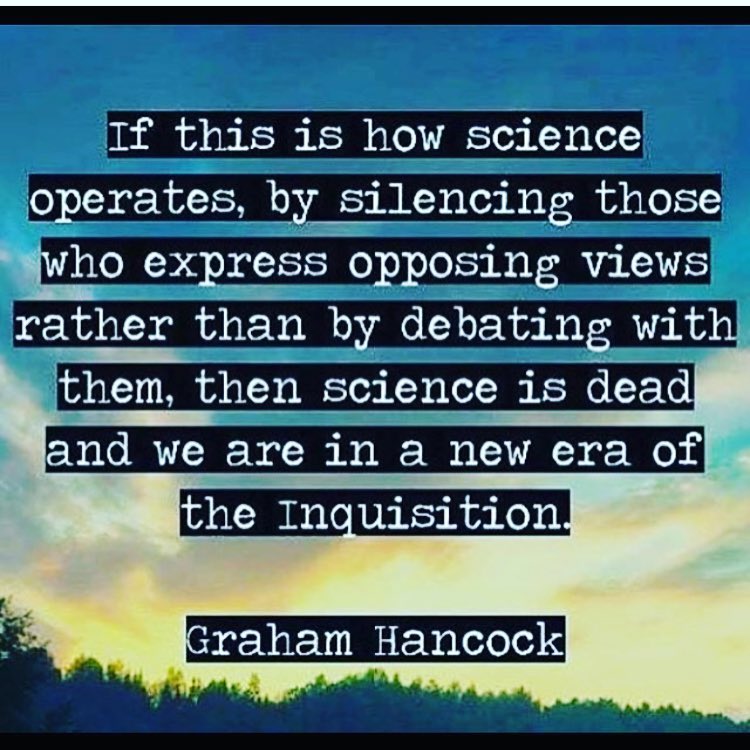 If this is how science
operates, by silencing those
who express opposing views
rather than by debating with
them, then science is dead
and we are in a new era of
the Inquisition.
Graham Hancock